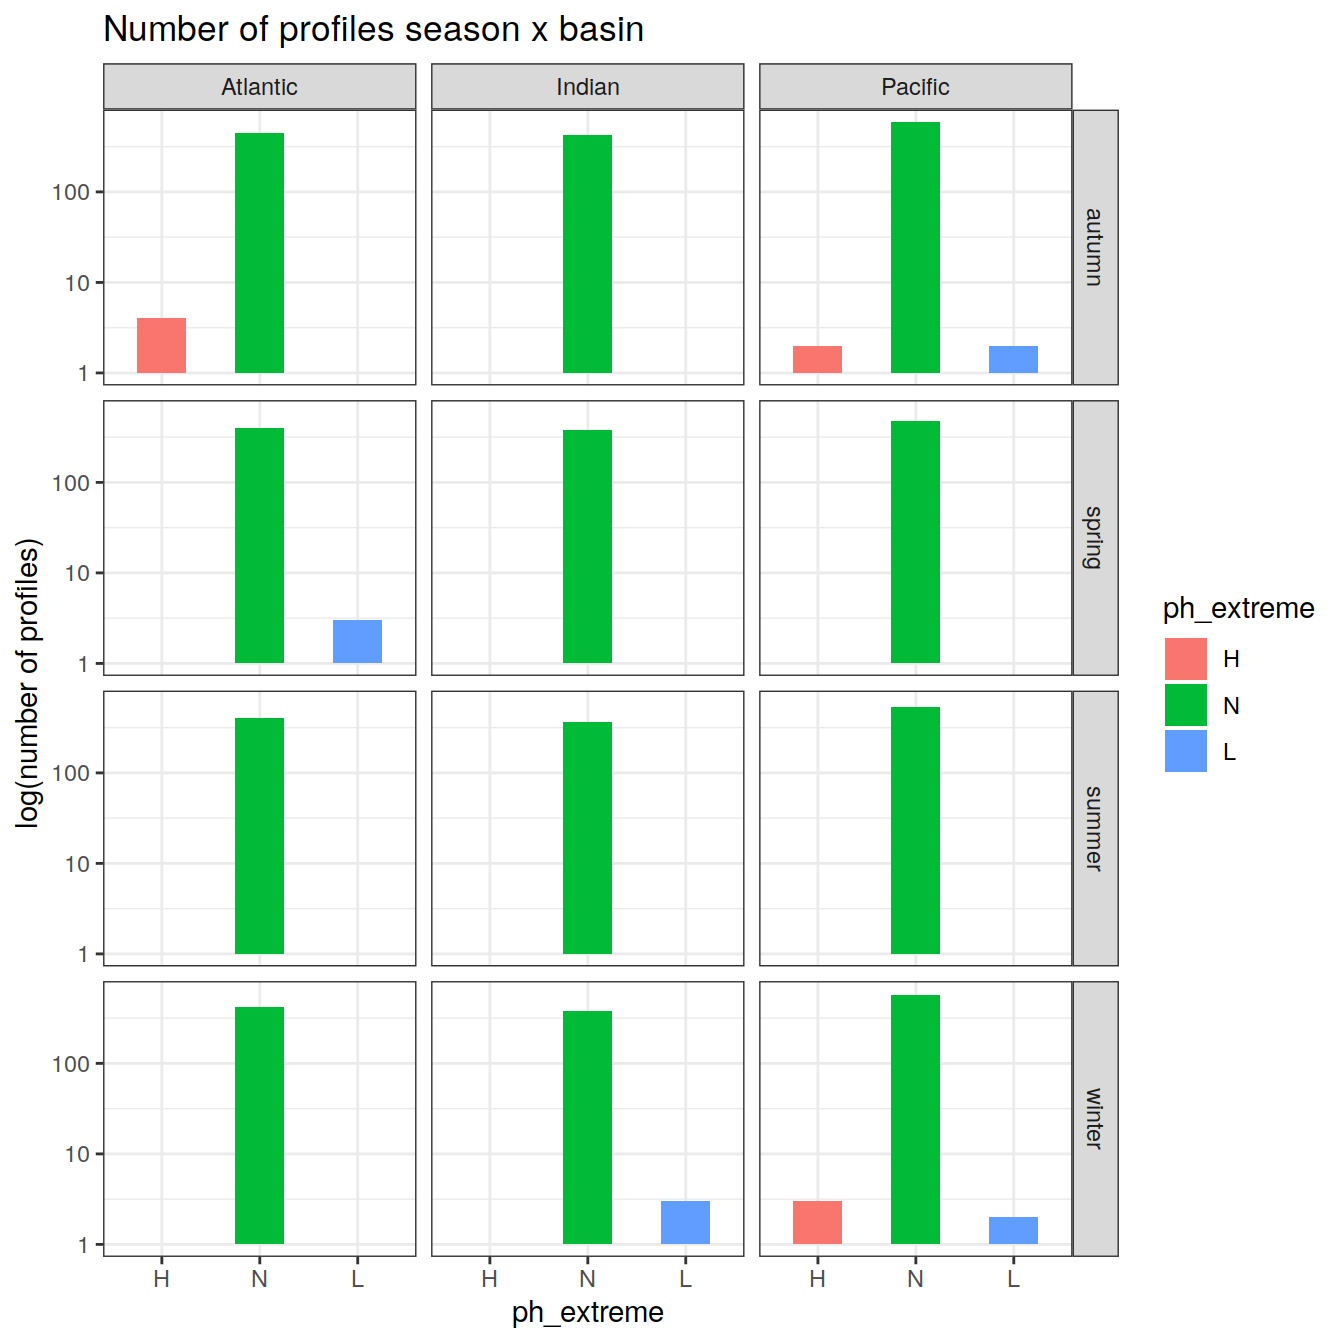 Number of profiles season x basin
Atlantic
Indian
Pacific
100
10
1
autumn
100
10
1
spring
100
10
1
summer
100
10
1
winter
H
N
L
H
N
L
H
N
L
ph_extreme
log(number of profiles)
ph_extreme
H
N
L